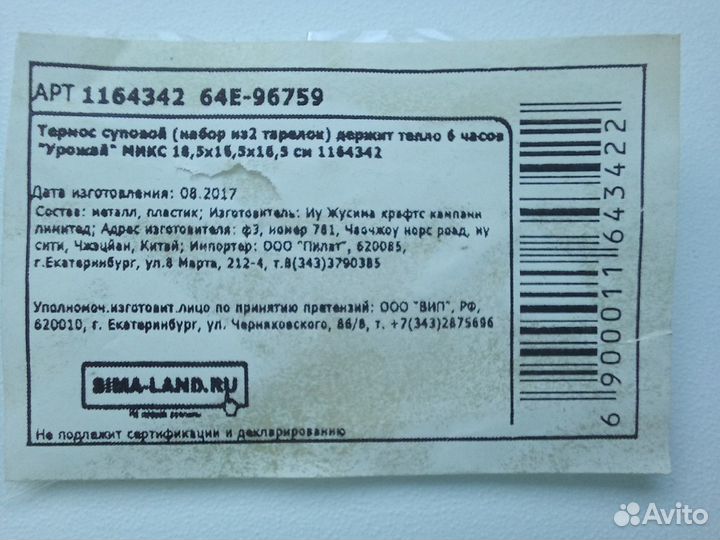 АРТ 1164342 64E-96759
Термос суповой (набор из2 тарелок) держит тепло 6 часов
"Урожай" МИКС 18,5х16,5х16,5 см 1164342
Дата изготовления: 08.2017
Состав: металл, пластик; Изготовитель: Иу Жусима крафтс кампани
лимитед; Адрес изготовителя: ф3, номер 781, Чаочжоу норс роад, иу
сити, Чжэцйан, Китай; Импортер: ООО "Пилат", 620085,
г.Екатеринбург, ул.8 Марта, 212-4, т.8(343)3790385
Уполномоч.изготовит.лицо по принятию претензий: ООО "ВИП", РФ,
620010, г. Екатеринбург, ул. Черняховского, 86/8, т. +7(343)2875696
SIMA-LAND.RU
Не подлежит сертификации и декларированию
6 900011 643422
Avito